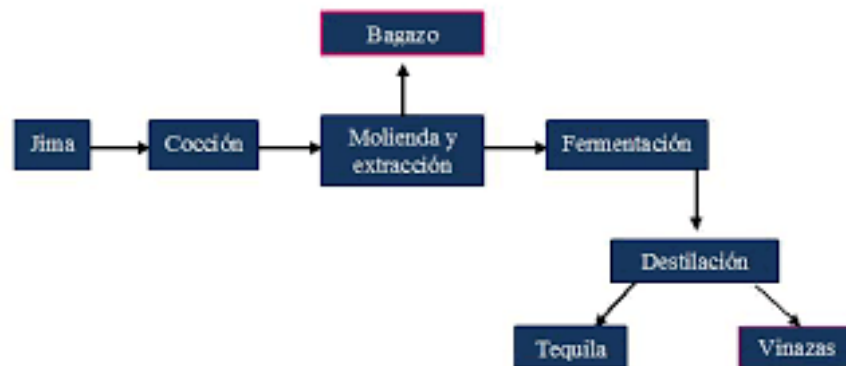 Bagazo
Jima
Cocción
Molienda y
extracción
Fermentación
Destilación
Tequila
Vinazas